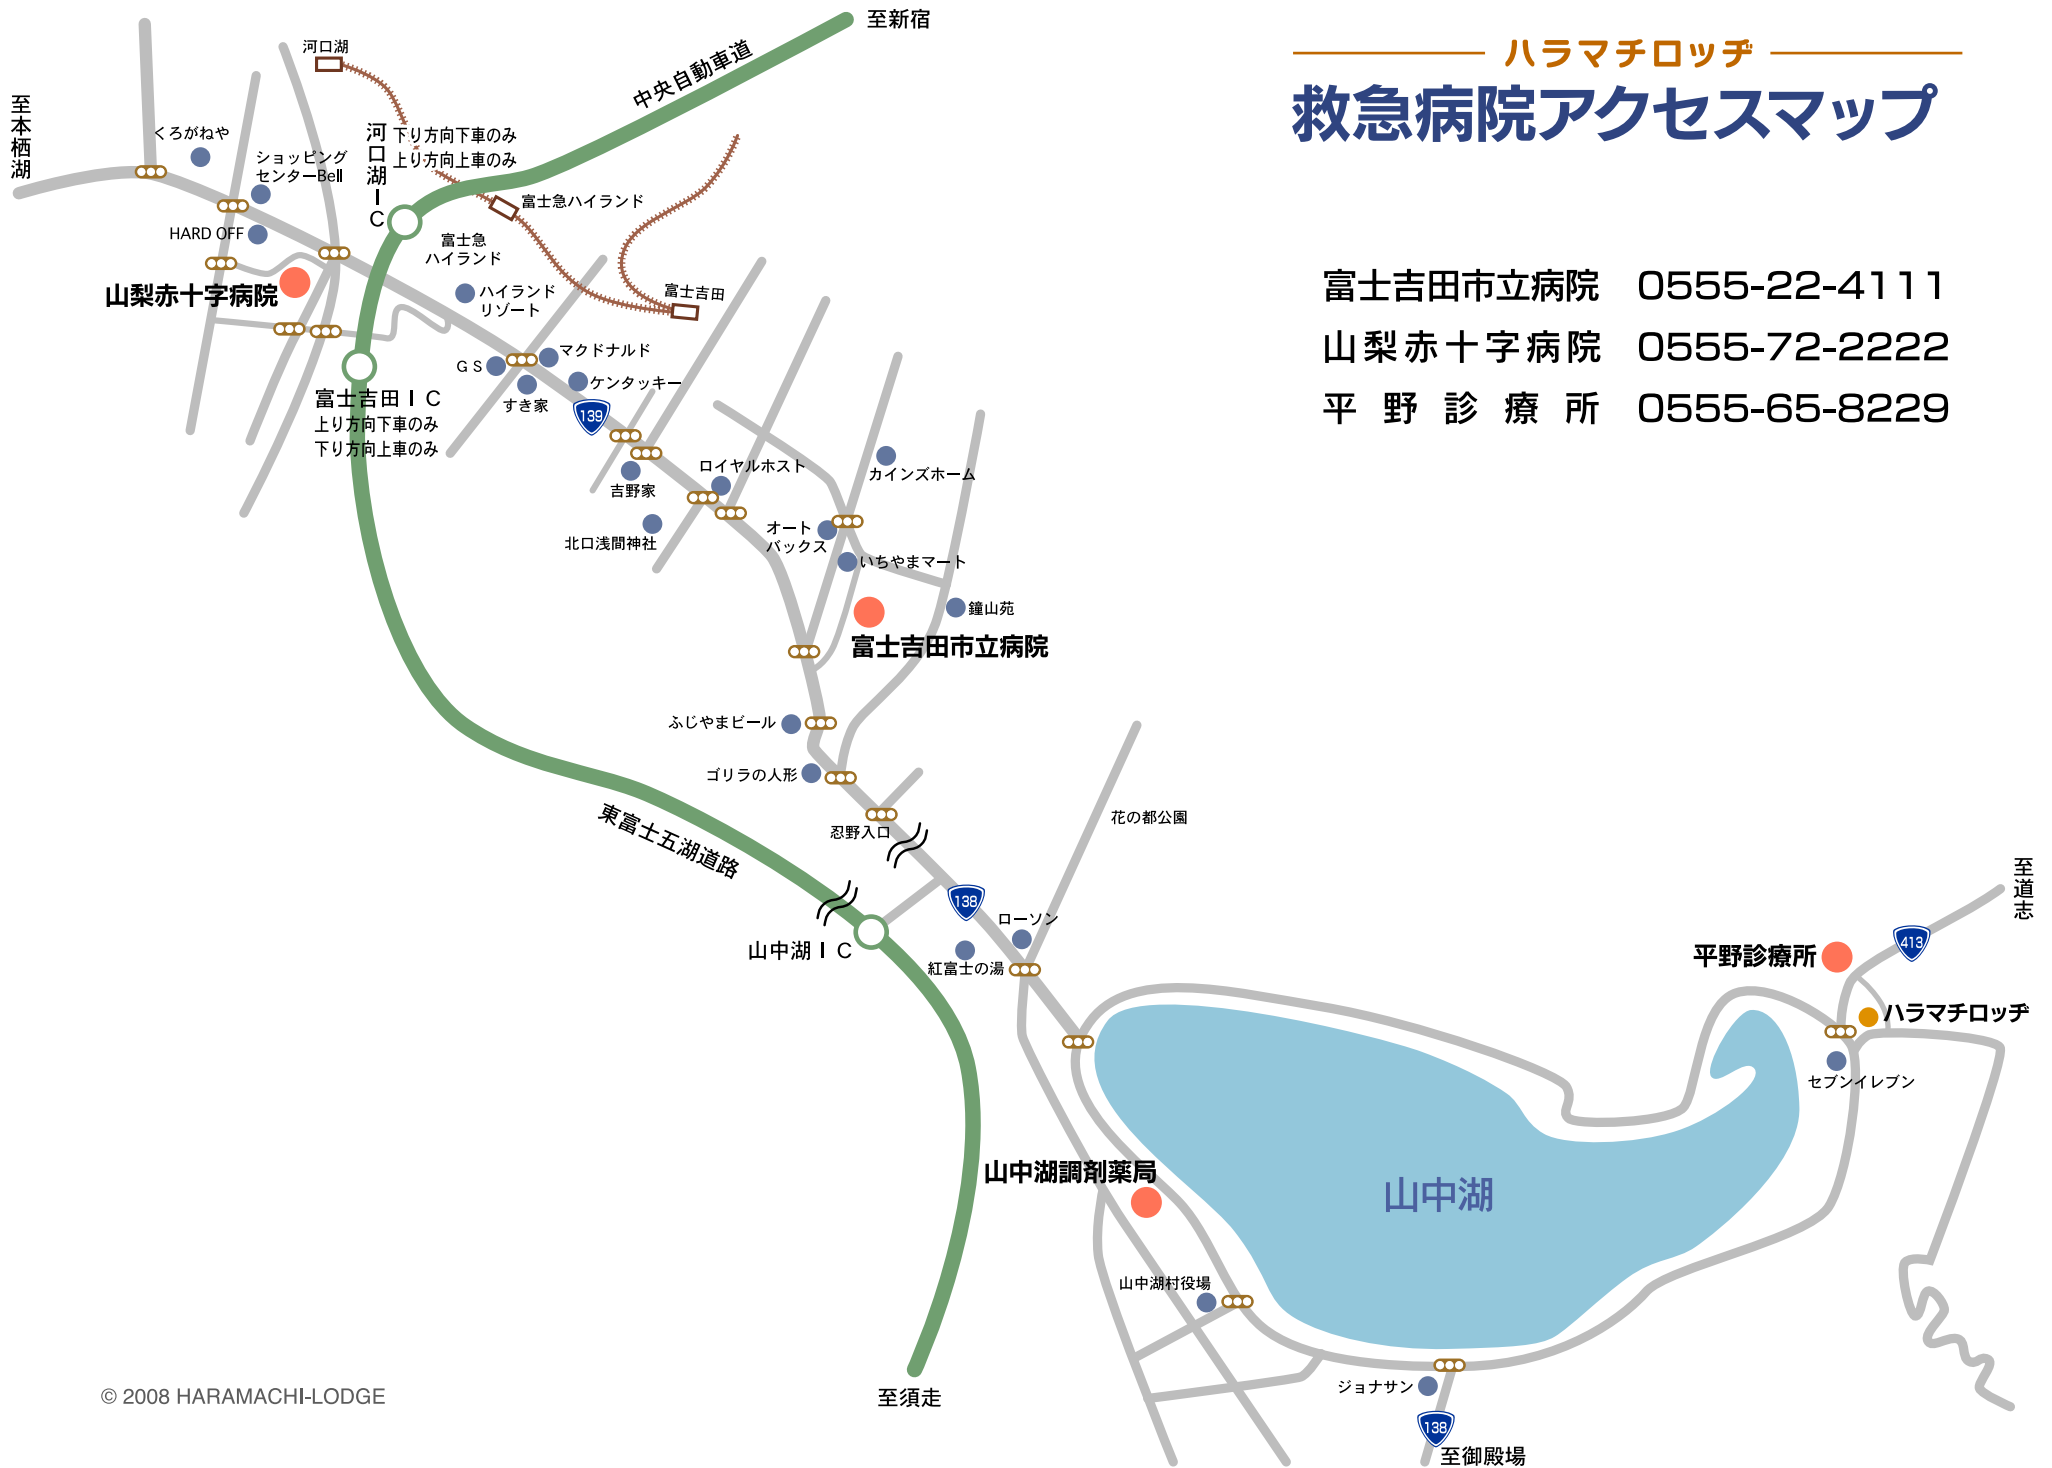 ハラマチロッヂ
救急病院アクセスマップ
富士吉田市立病院 0555-22-4111
山梨赤十字病院 0555-72-2222
平野診療所 0555-65-8229
至新宿
中央自動車道
河口湖
至本栖湖
くろがねや
ショッピング
センターBell
河口湖IC
下り方向下車のみ
上り方向上車のみ
HARD OFF
富士急ハイランド
富士急
ハイランド
山梨赤十字病院
ハイランド
リゾート
富士吉田
GS
マクドナルド
ケンタッキー
すき家
139
富士吉田IC
上り方向下車のみ
下り方向上車のみ
吉野家
ロイヤルホスト
カインズホーム
北口浅間神社
オート
バックス
いちやまマート
鐘山苑
富士吉田市立病院
ふじやまビール
ゴリラの人形
忍野入口
東富士五湖道路
花の都公園
138
ローソン
山中湖IC
紅富士の湯
至道志
413
平野診療所
ハラマチロッヂ
セブンイレブン
山中湖調剤薬局
山中湖
山中湖村役場
ジョナサン
138
至御殿場
至須走
© 2008 HARAMACHI-LODGE